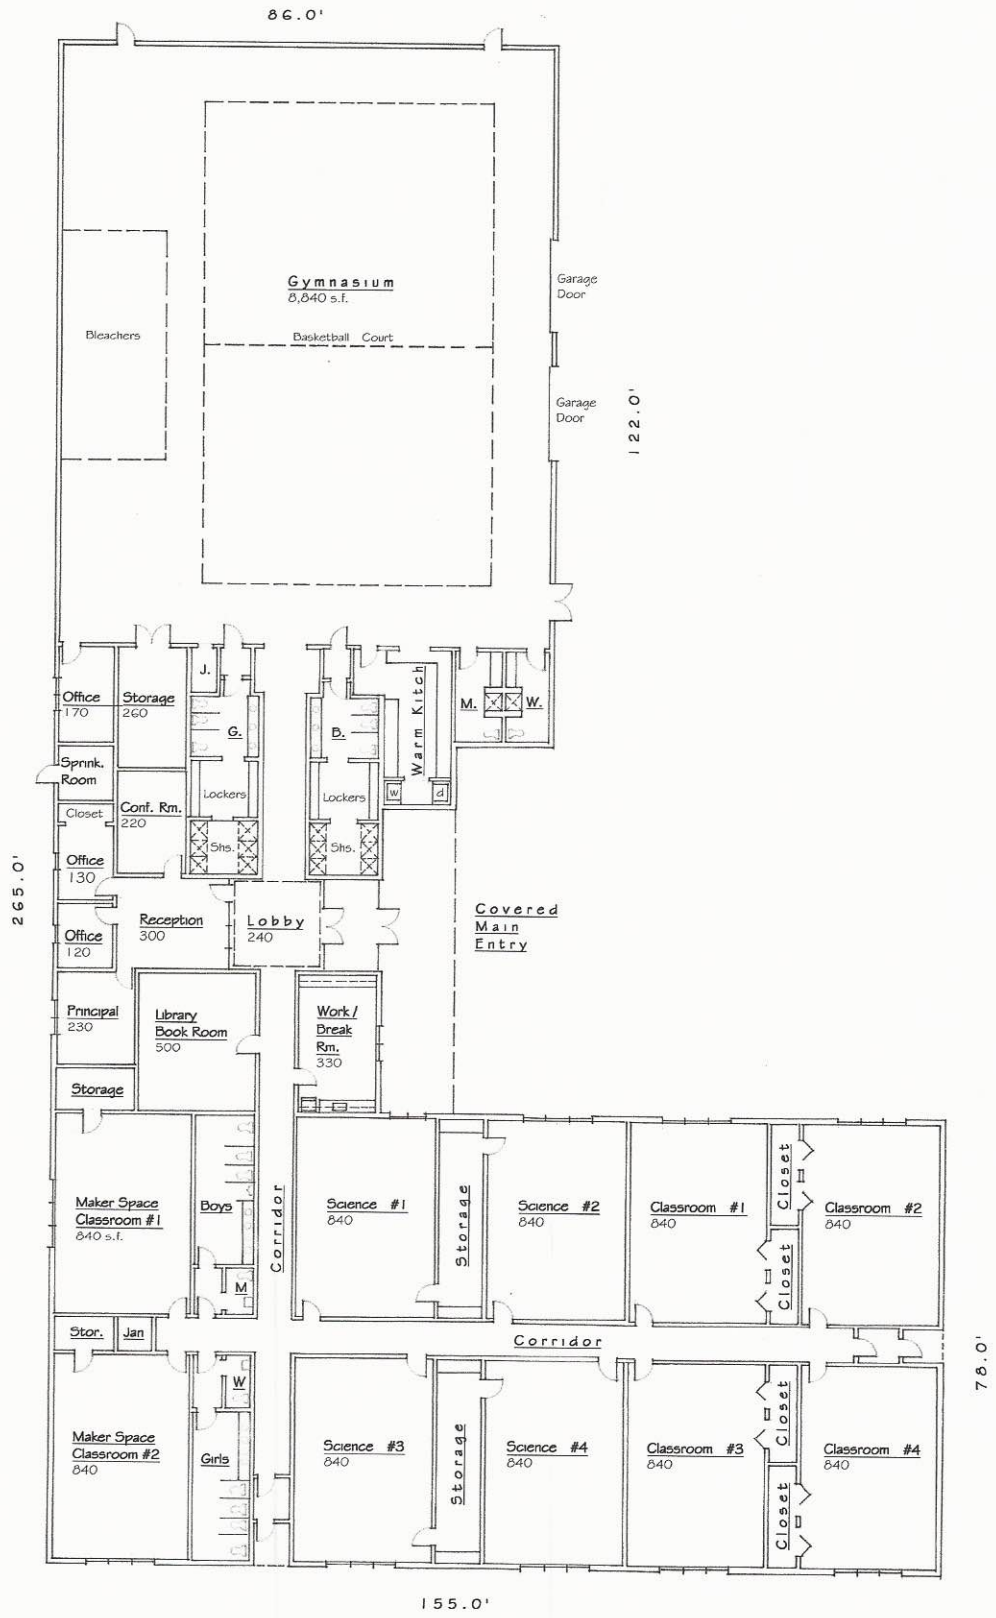 86.0'
Gymnasium
8,840 s.f.
Garage
Door
Bleachers
Basketball Court
Garage
Door
122.0'
J.
Office
170
Storage
260
G.
B.
Warm Kitch
M.
W.
Sprink.
Room
Lockers
Lockers
w
d
Closet
Conf. Rm.
220
Shs.
Shs.
Office
130
265.0'
Reception
300
Lobby
240
Covered
Main
Entry
Office
120
Principal
230
Library
Book Room
500
Work /
Break
Rm.
330
Storage
Maker Space
Classroom #1
840 s.f.
Boys
Corridor
Science #1
840
Storage
Science #2
840
Classroom #1
840
Closet
Closet
Classroom #2
840
M
Stor.
Jan
Corridor
78.0'
W
Maker Space
Classroom #2
840
Girls
Science #3
840
Storage
Science #4
840
Classroom #3
840
Closet
Closet
Classroom #4
840
155.0'